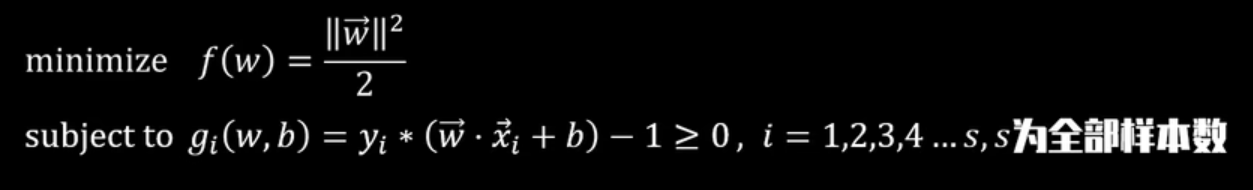 minimize f(w) = ‖w⃗‖² / 2
subject to gᵢ(w, b) = yᵢ * (w⃗ · x⃗ᵢ + b) − 1 ≥ 0, i = 1,2,3,4 ... s, s为全部样本数